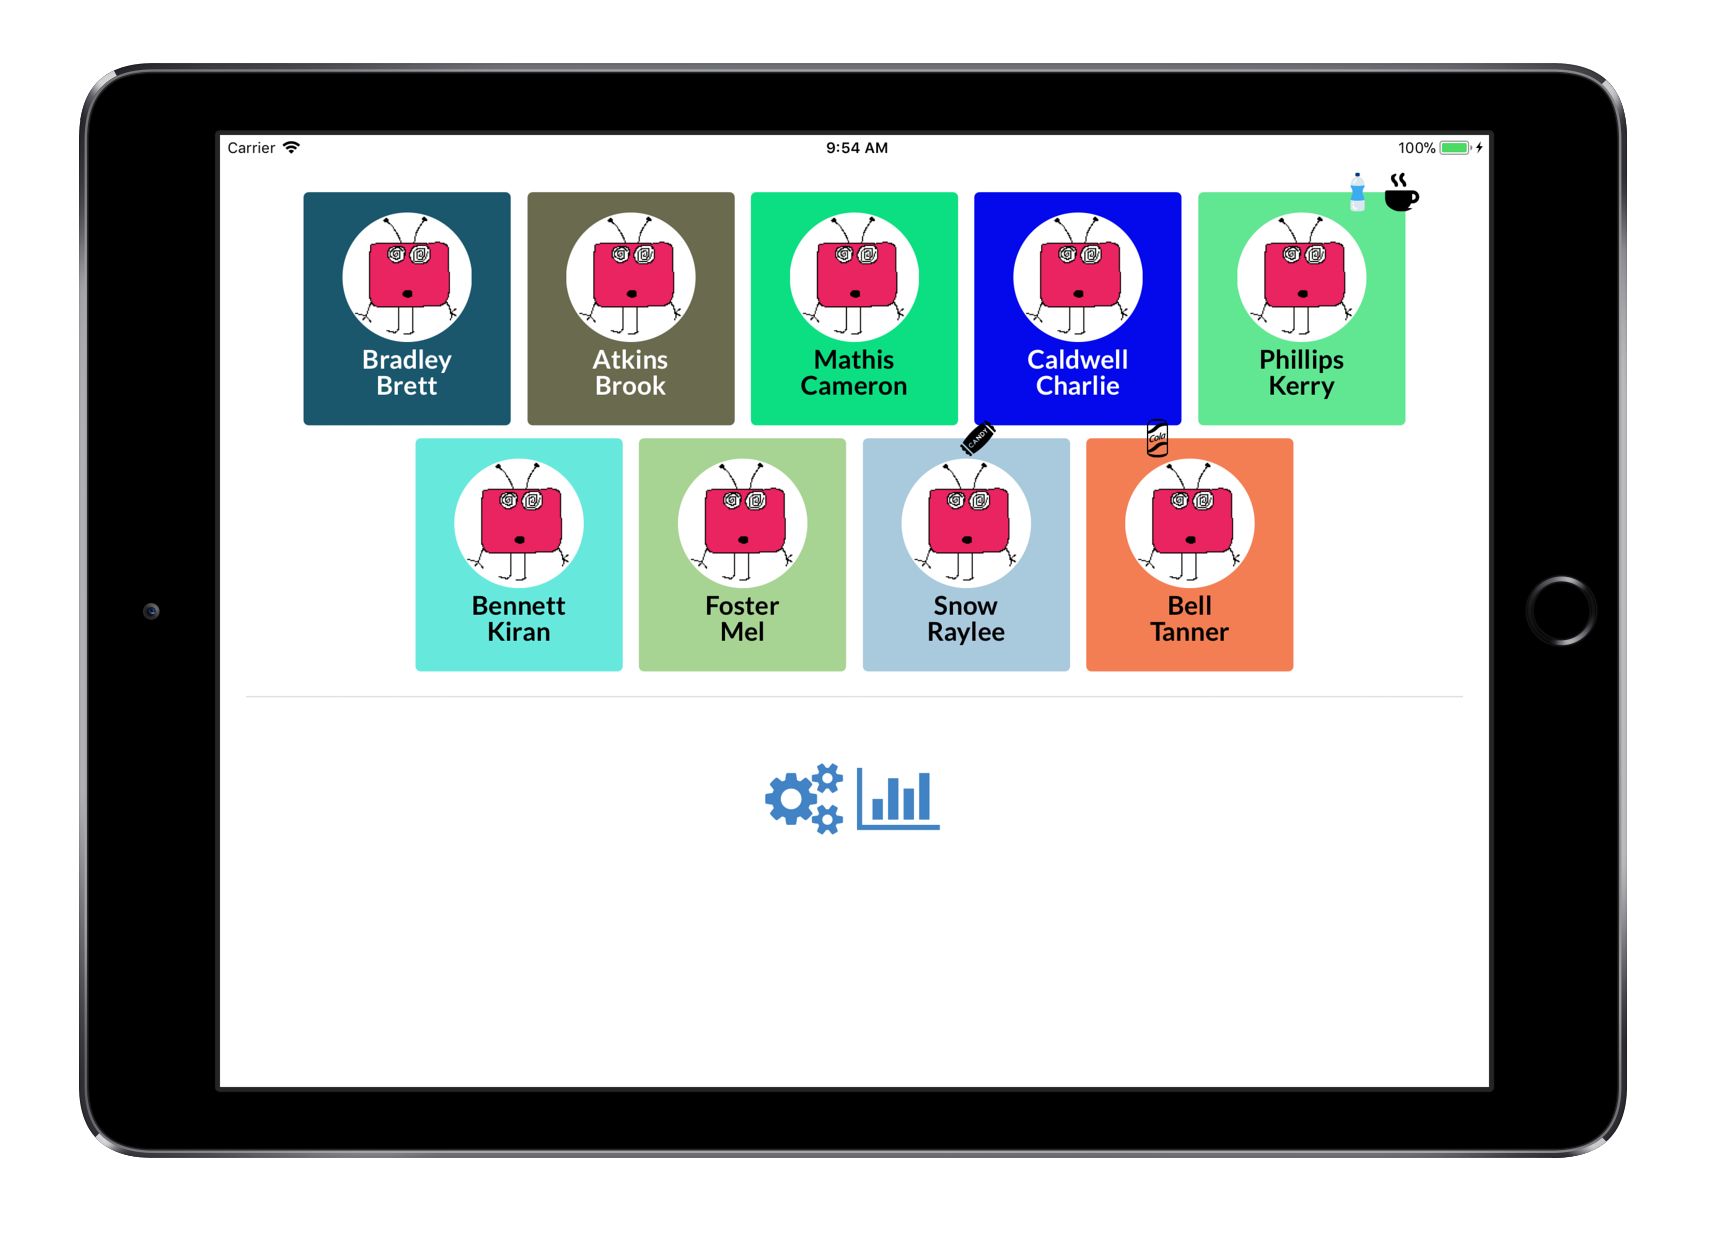 Carrier 9:54 AM 100%
Bradley
Brett
Atkins
Brook
Mathis
Cameron
Caldwell
Charlie
Phillips
Kerry
CANDY
Cola
Bennett
Kiran
Foster
Mel
Snow
Raylee
Bell
Tanner